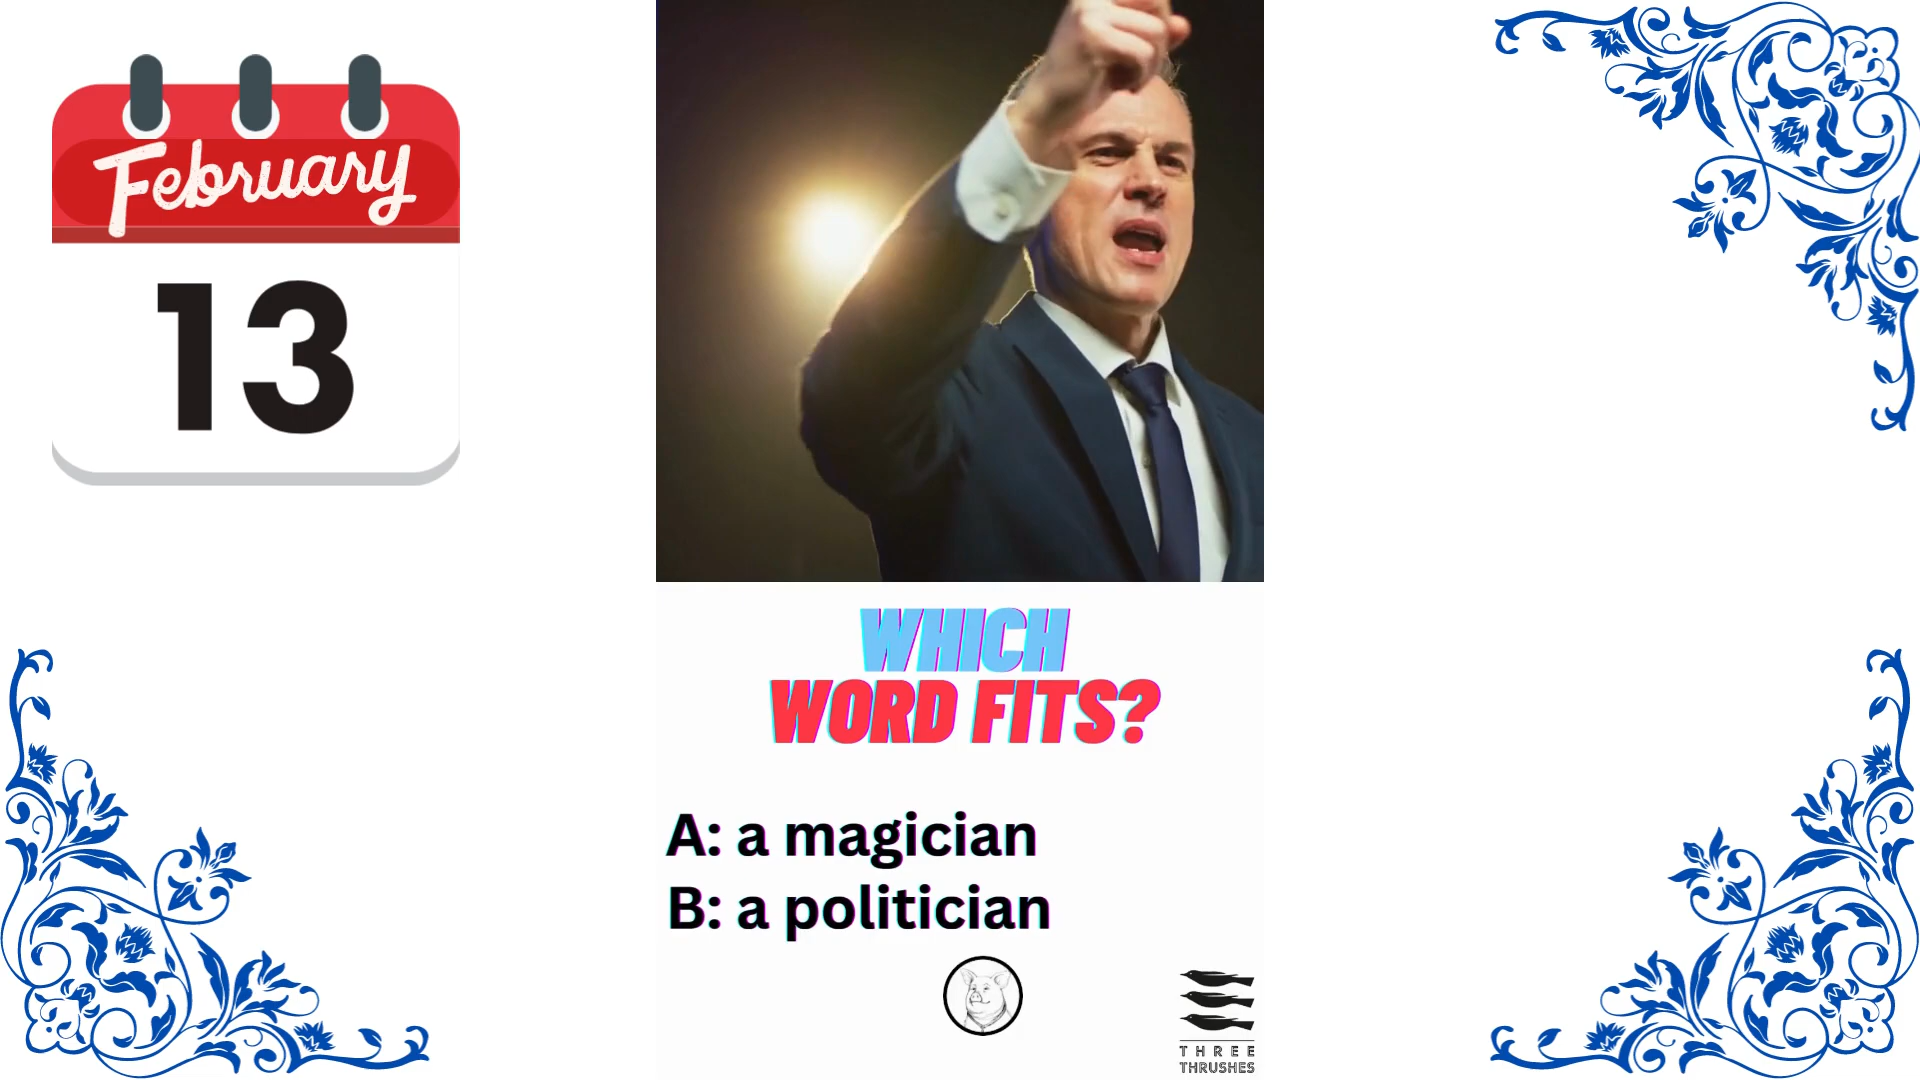 February
13
WHICH
WORD FITS?
A: a magician
B: a politician
THREE
THRUSHES